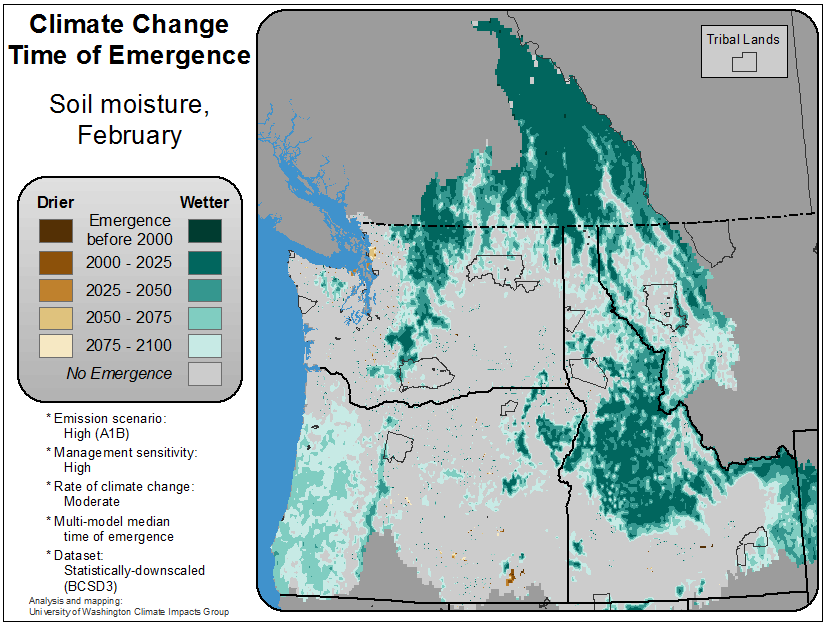 Climate Change
Time of Emergence
Soil moisture,
February
Drier Wetter
Emergence
before 2000
2000 - 2025
2025 - 2050
2050 - 2075
2075 - 2100
No Emergence
* Emission scenario:
High (A1B)
* Management sensitivity:
High
* Rate of climate change:
Moderate
* Multi-model median
time of emergence
* Dataset:
Statistically-downscaled
(BCSD3)
Analysis and mapping:
University of Washington Climate Impacts Group
Tribal Lands